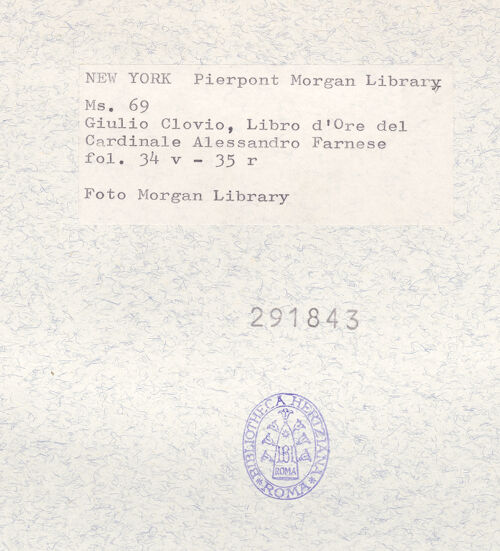 NEW YORK Pierpont Morgan Library
Ms. 69
Giulio Clovio, Libro d'Ore del
Cardinale Alessandro Farnese
fol. 34 v - 35 r
Foto Morgan Library
291843
BIBLIOTHECA HERTZIANA
ROMA
* ROMA *